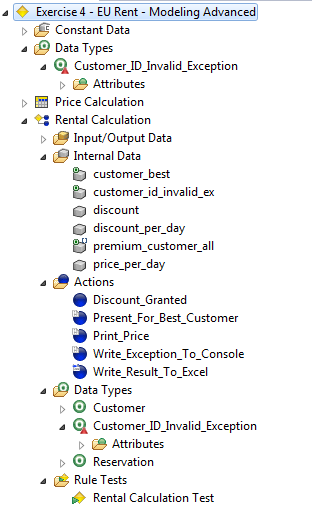 Exercise 4 - EU Rent - Modeling Advanced
Constant Data
Data Types
Customer_ID_Invalid_Exception
Attributes
Price Calculation
Rental Calculation
Input/Output Data
Internal Data
customer_best
customer_id_invalid_ex
discount
discount_per_day
premium_customer_all
price_per_day
Actions
Discount_Granted
Present_For_Best_Customer
Print_Price
Write_Exception_To_Console
Write_Result_To_Excel
Data Types
Customer
Customer_ID_Invalid_Exception
Attributes
Reservation
Rule Tests
Rental Calculation Test